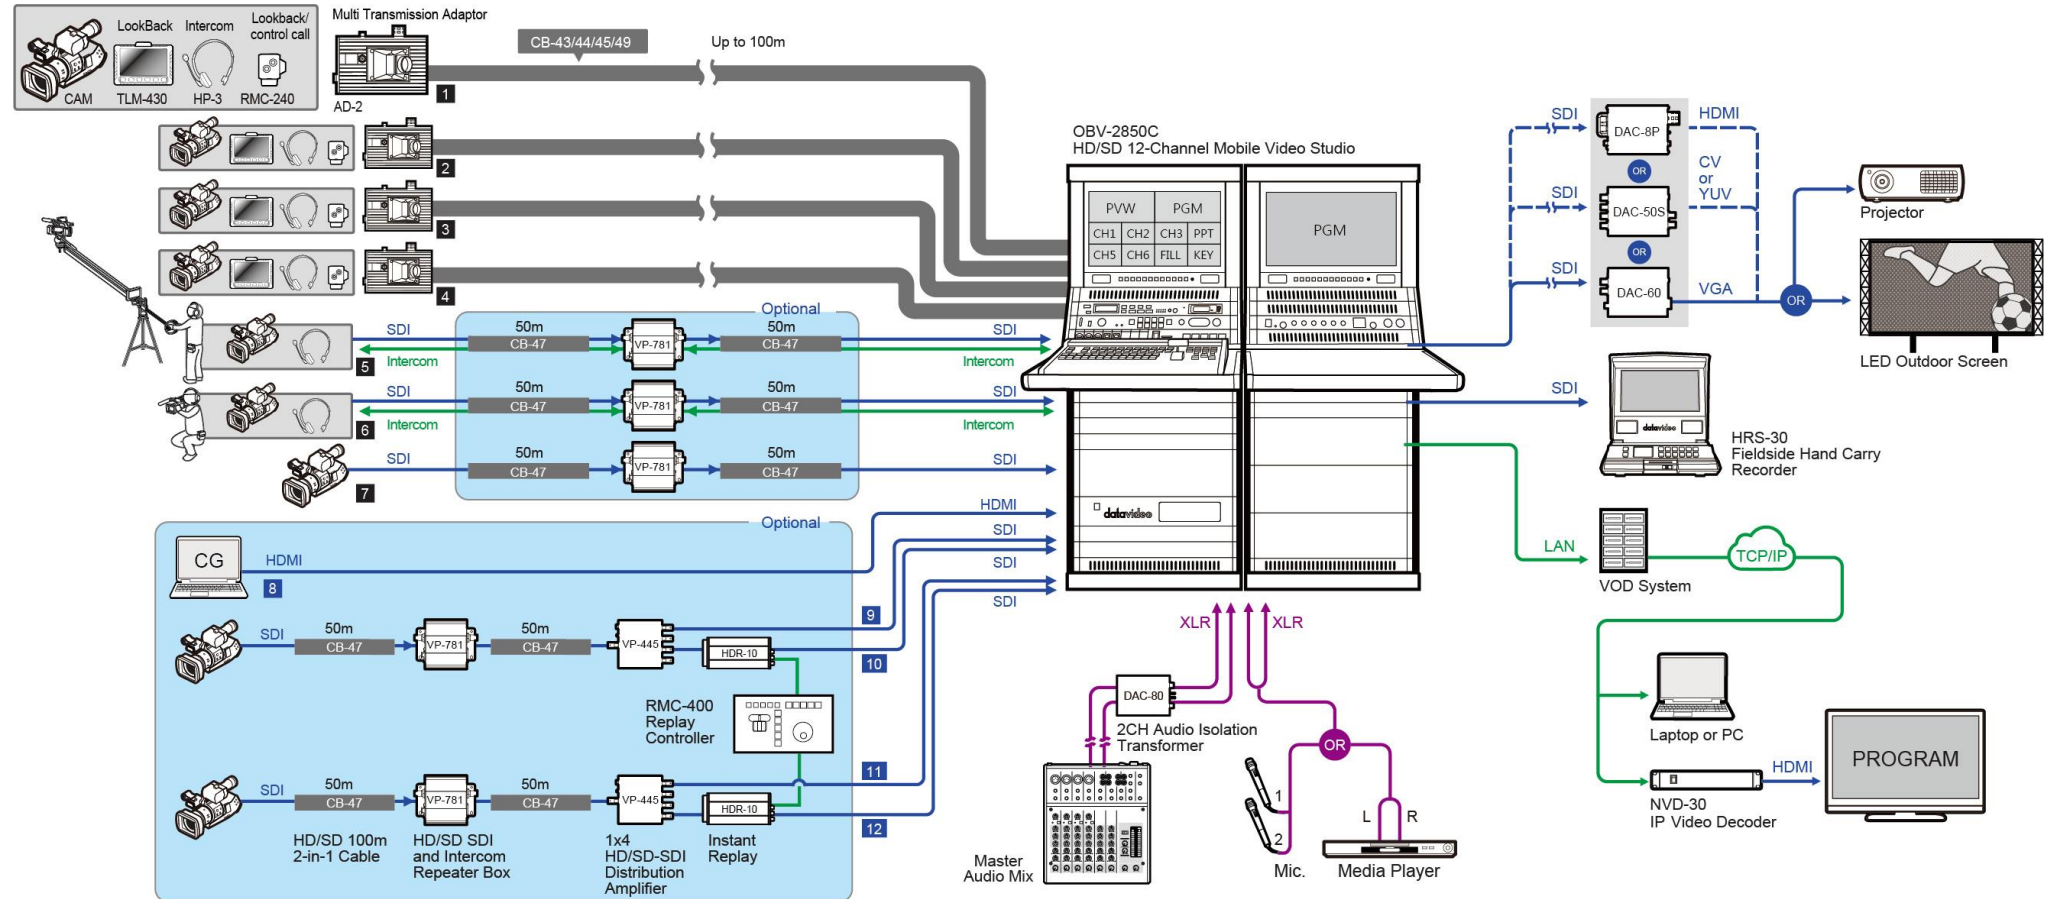 LookBack
Intercom
Lookback/
control call
CAM
TLM-430
HP-3
RMC-240
Multi Transmission Adaptor
AD-2
CB-43/44/45/49
Up to 100m
1
2
3
4
OBV-2850C
HD/SD 12-Channel Mobile Video Studio
PVW
PGM
CH1
CH2
CH3
PPT
CH5
CH6
FILL
KEY
PGM
datavideo
SDI
DAC-8P
HDMI
OR
SDI
DAC-50S
CV
or
YUV
OR
SDI
DAC-60
VGA
OR
Projector
LED Outdoor Screen
Optional
SDI
50m
CB-47
VP-781
50m
CB-47
SDI
5
Intercom
Intercom
SDI
50m
CB-47
VP-781
50m
CB-47
SDI
6
Intercom
Intercom
SDI
50m
CB-47
VP-781
50m
CB-47
SDI
7
SDI
datavideo
HRS-30
Fieldside Hand Carry
Recorder
LAN
VOD System
TCP/IP
Laptop or PC
NVD-30
IP Video Decoder
HDMI
PROGRAM
Optional
CG
HDMI
8
HDMI
SDI
SDI
SDI
SDI
50m
CB-47
VP-781
50m
CB-47
VP-445
HDR-10
9
10
RMC-400
Replay
Controller
SDI
50m
CB-47
VP-781
50m
CB-47
VP-445
HDR-10
11
12
HD/SD 100m
2-in-1 Cable
HD/SD SDI
and Intercom
Repeater Box
1x4
HD/SD-SDI
Distribution
Amplifier
Instant
Replay
XLR
XLR
DAC-80
2CH Audio Isolation
Transformer
Master
Audio Mix
OR
1
2
Mic.
L
R
Media Player